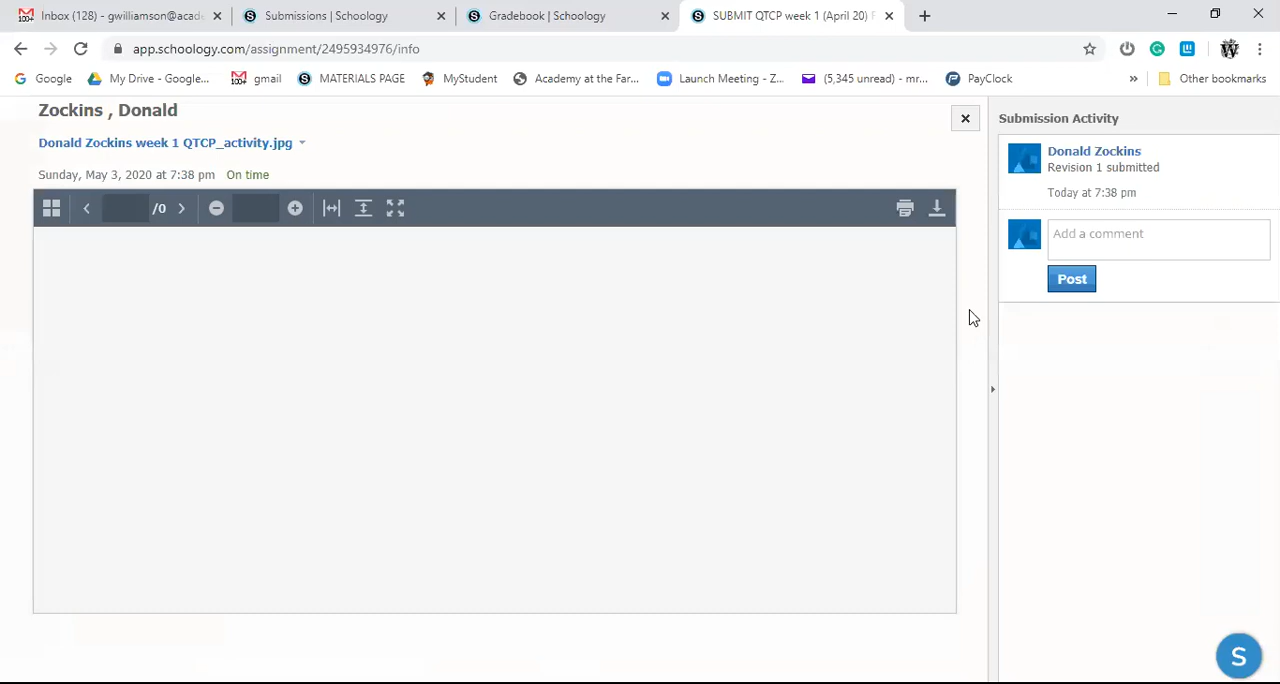 Inbox (128) - gwilliamson@acad
Submissions | Schoology
Gradebook | Schoology
SUBMIT QTCP week 1 (April 20)
app.schoology.com/assignment/2495934976/info
Google
My Drive - Google...
gmail
MATERIALS PAGE
MyStudent
Academy at the Far...
Launch Meeting - Z...
(5,345 unread) - mr...
PayClock
»
Other bookmarks
Zockins , Donald
Donald Zockins week 1 QTCP_activity.jpg
Sunday, May 3, 2020 at 7:38 pm On time
/0
Submission Activity
Donald Zockins
Revision 1 submitted
Today at 7:38 pm
Add a comment
Post
S